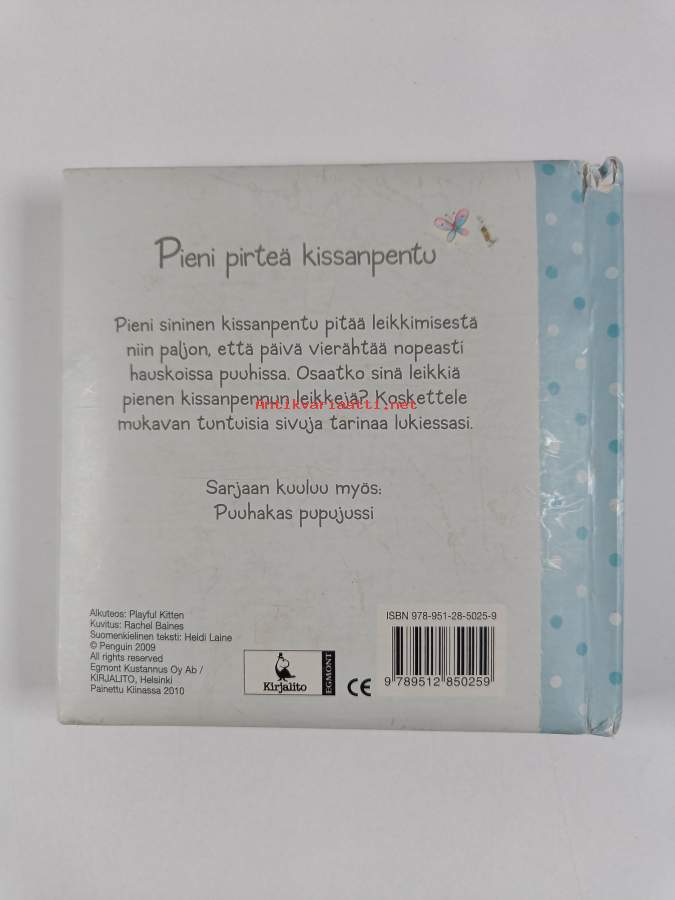 Pieni pirteä kissanpentu
Pieni sininen kissanpentu pitää leikkimisestä
niin paljon, että päivä vierähtää nopeasti
hauskoissa puuhissa. Osaatko sinä leikkiä
pienen kissanpennun leikkejä? Koskettele
Antikvariaatti.net
mukavan tuntuisia sivuja tarinaa lukiessasi.
Sarjaan kuuluu myös:
Puuhakas pupujussi
Alkuteos: Playful Kitten
Kuvitus: Rachel Baines
Suomenkielinen teksti: Heidi Laine
© Penguin 2009
All rights reserved
Egmont Kustannus Oy Ab /
KIRJALITO, Helsinki
Painettu Kiinassa 2010
Kirjalito
EGMONT
CE
ISBN 978-951-28-5025-9
9 789512 850259